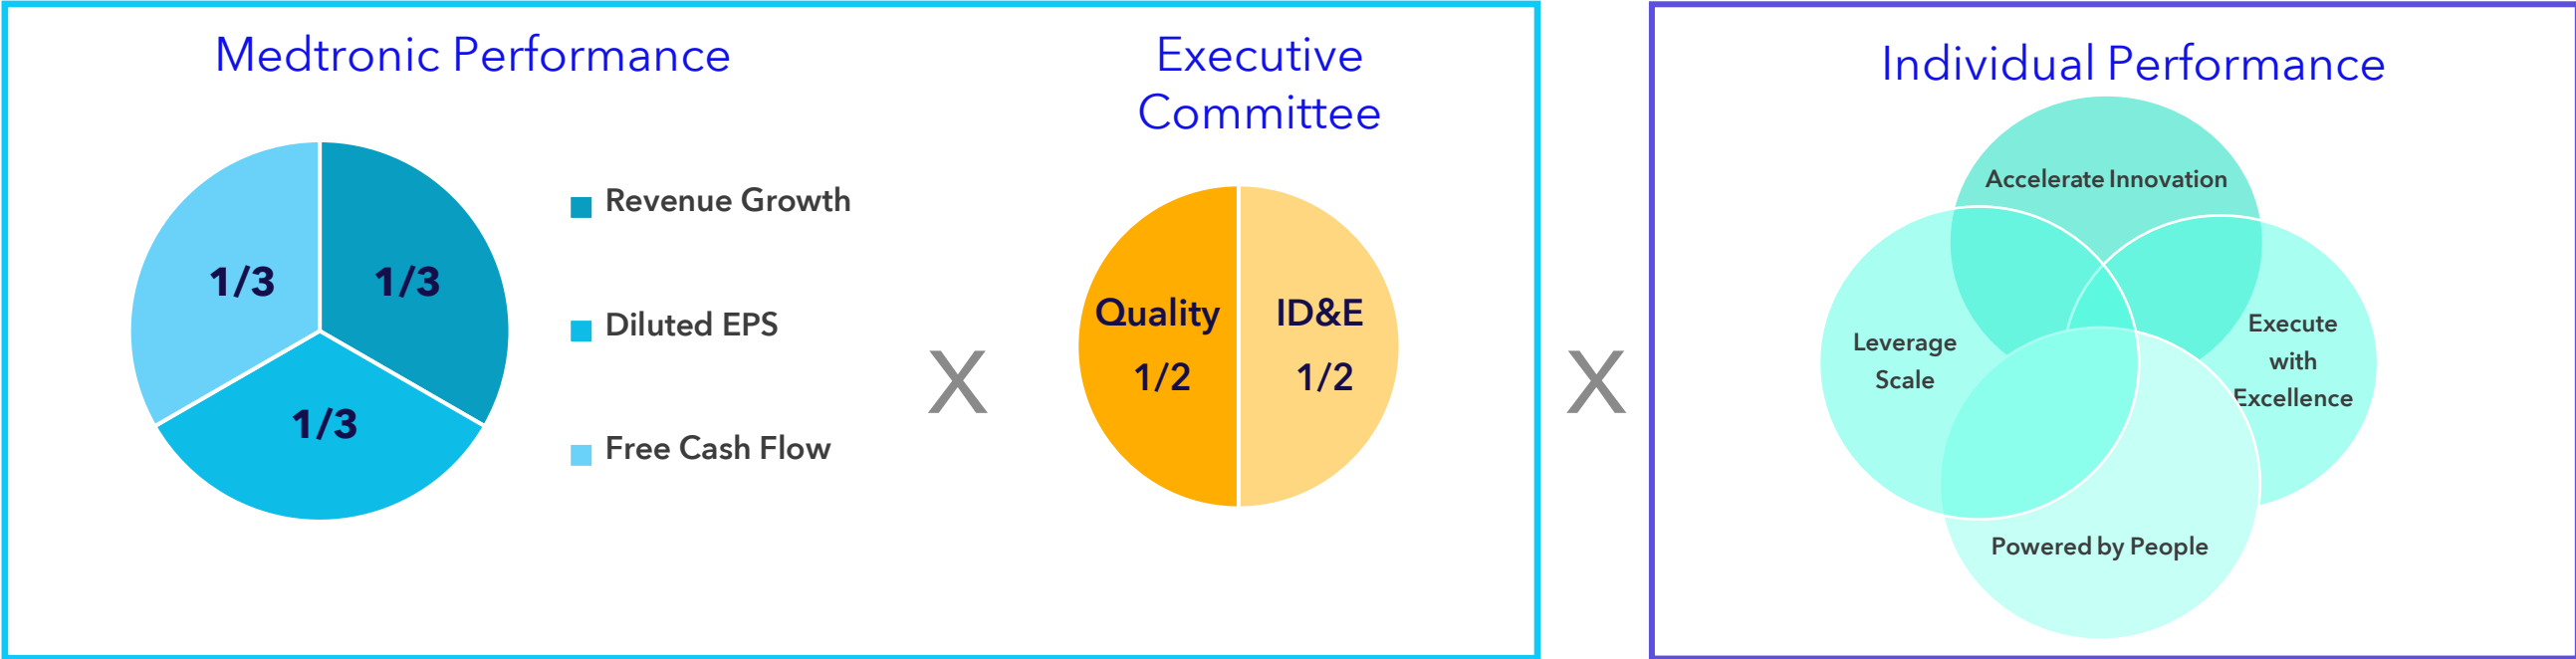 Medtronic Performance
1/3
1/3
1/3
Revenue Growth
Diluted EPS
Free Cash Flow
X
Executive
Committee
Quality
1/2
ID&E
1/2
X
Individual Performance
Accelerate Innovation
Leverage
Scale
Execute
with
Excellence
Powered by People